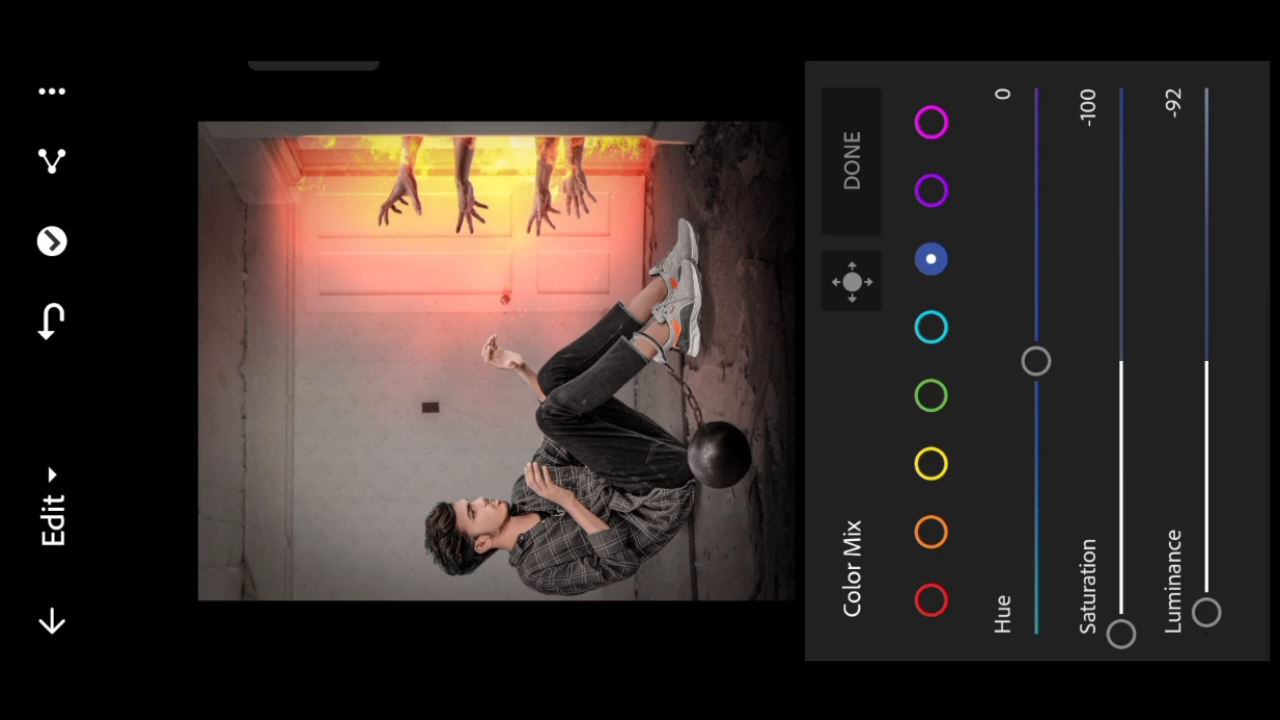 Edit
Color Mix
DONE
Hue
0
Saturation
-100
Luminance
-92